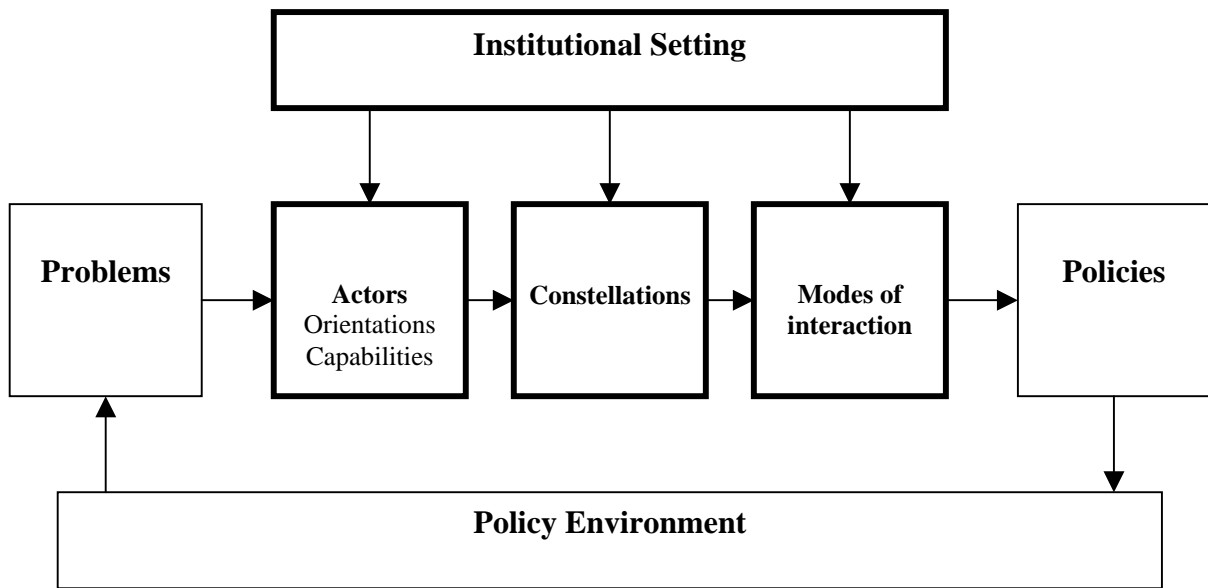 Institutional Setting
Problems
Actors
Orientations
Capabilities
Constellations
Modes of
interaction
Policies
Policy Environment